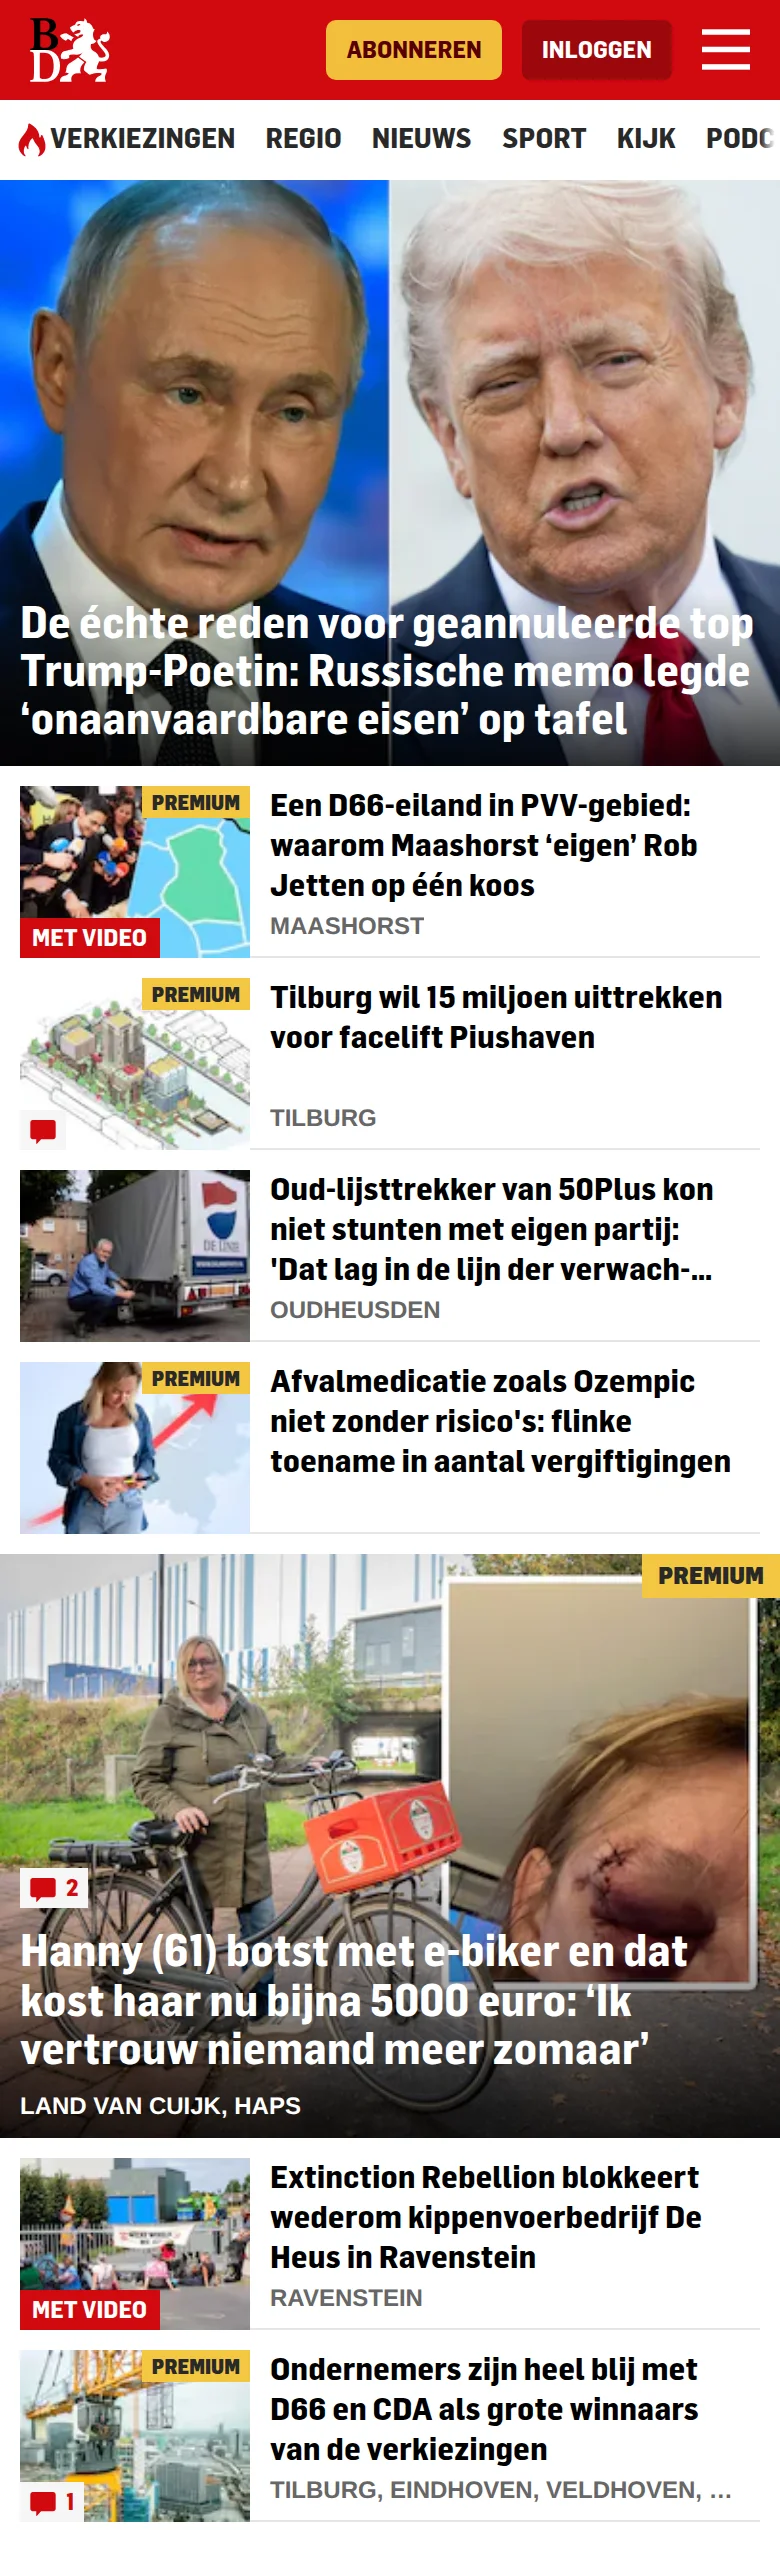 BD
ABONNEREN
INLOGGEN
VERKIEZINGEN
REGIO
NIEUWS
SPORT
KIJK
PODC
De échte reden voor geannuleerde top
Trump-Poetin: Russische memo legde
‘onaanvaardbare eisen’ op tafel
PREMIUM
MET VIDEO
Een D66-eiland in PVV-gebied:
waarom Maashorst ‘eigen’ Rob
Jetten op één koos
MAASHORST
PREMIUM
Tilburg wil 15 miljoen uittrekken
voor facelift Piushaven
TILBURG
DE LINIE
Oud-lijsttrekker van 50Plus kon
niet stunten met eigen partij:
'Dat lag in de lijn der verwach-...
OUDHEUSDEN
PREMIUM
Afvalmedicatie zoals Ozempic
niet zonder risico's: flinke
toename in aantal vergiftigingen
PREMIUM
2
Hanny (61) botst met e-biker en dat
kost haar nu bijna 5000 euro: ‘Ik
vertrouw niemand meer zomaar’
LAND VAN CUIJK, HAPS
MET VIDEO
Extinction Rebellion blokkeert
wederom kippenvoerbedrijf De
Heus in Ravenstein
RAVENSTEIN
PREMIUM
1
Ondernemers zijn heel blij met
D66 en CDA als grote winnaars
van de verkiezingen
TILBURG, EINDHOVEN, VELDHOVEN, ...